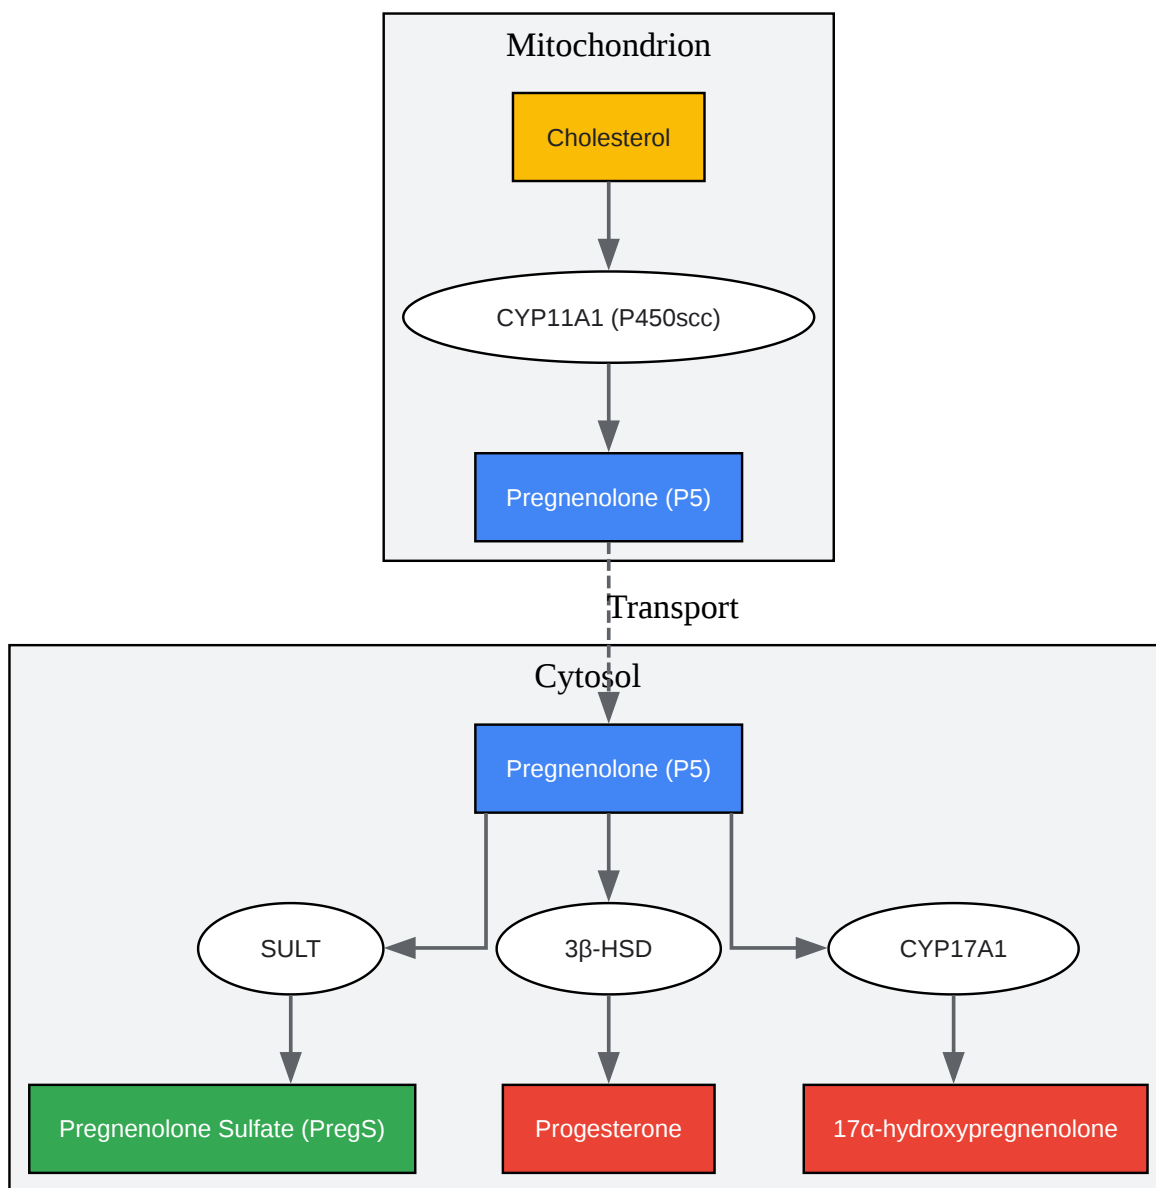 Mitochondrion
Cholesterol
CYP11A1 (P450scc)
Pregnenolone (P5)
Transport
Cytosol
Pregnenolone (P5)
SULT
3β-HSD
CYP17A1
Pregnenolone Sulfate (PregS)
Progesterone
17α-hydroxypregnenolone